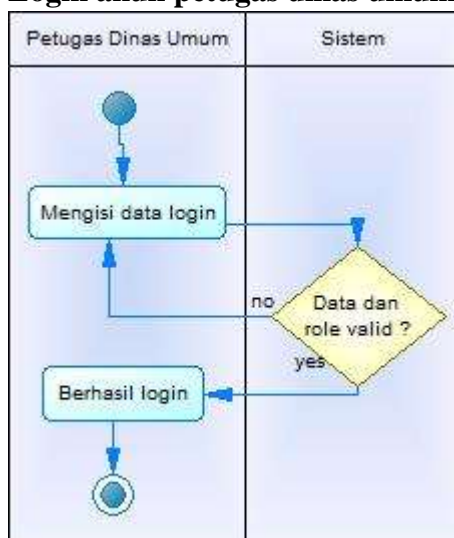 Login akun petugas dinas umum
Petugas Dinas Umum
Sistem
Mengisi data login
no
Data dan
role valid ?
yes
Berhasil login